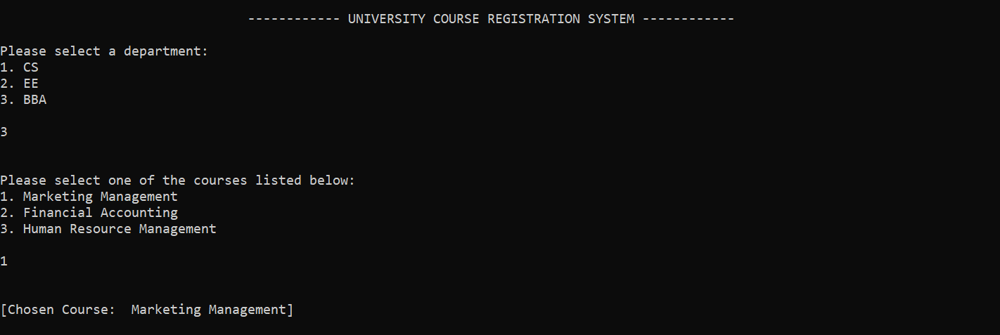 ------------ UNIVERSITY COURSE REGISTRATION SYSTEM ------------
Please select a department:
1. CS
2. EE
3. BBA
3
Please select one of the courses listed below:
1. Marketing Management
2. Financial Accounting
3. Human Resource Management
1
[Chosen Course:  Marketing Management]